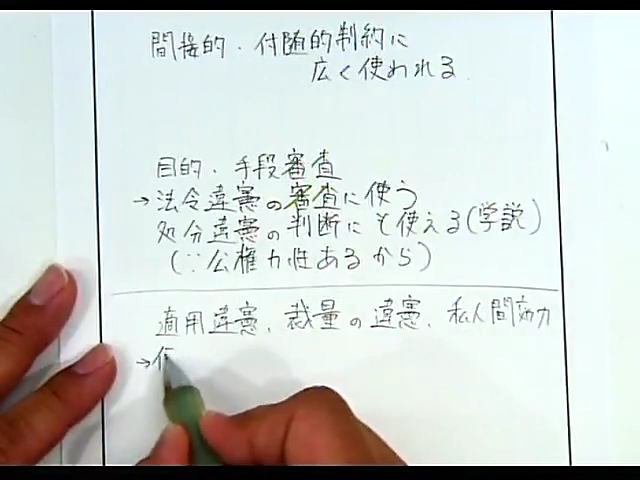 間接的・付随的判約に
広く使われる
目的・手段審査
→法令違憲の審査に使う
処分違憲の判断にも使える(学説)
(∵公権力性あるから)
適用違憲、裁量の違憲、私人間効力
→